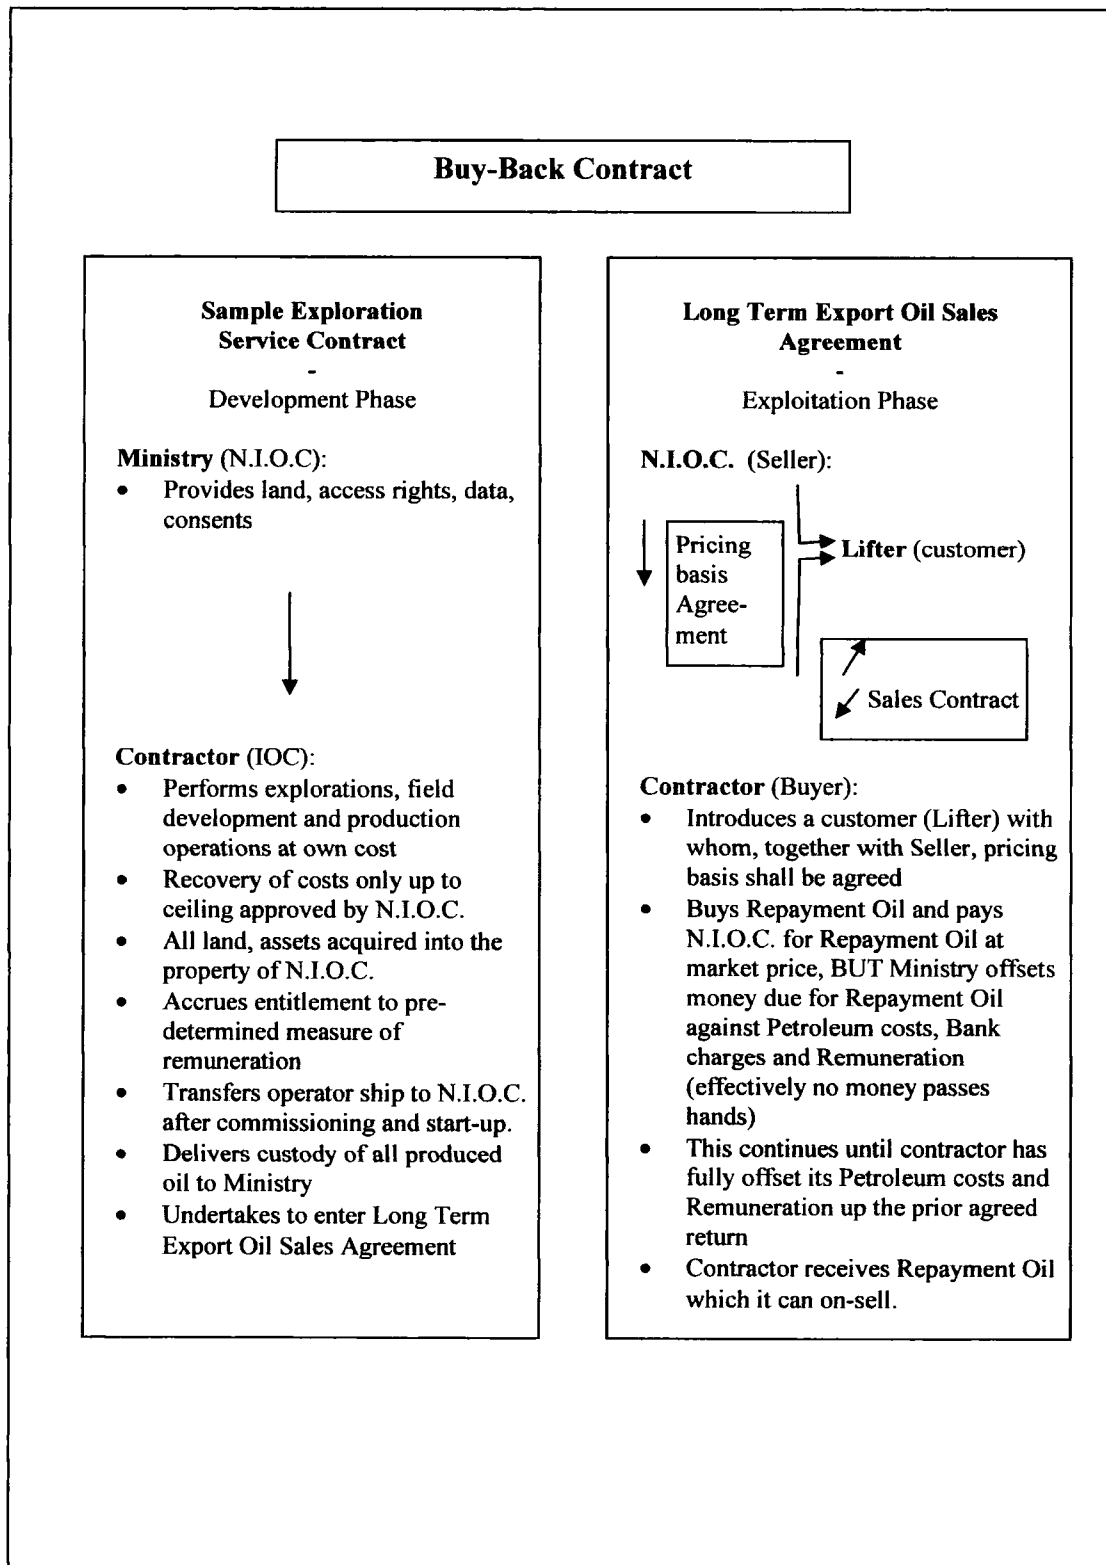 Buy-Back Contract
Sample Exploration
Service Contract
-
Development Phase
Ministry (N.I.O.C):
• Provides land, access rights, data,
consents
Contractor (IOC):
• Performs explorations, field
development and production
operations at own cost
• Recovery of costs only up to
ceiling approved by N.I.O.C.
• All land, assets acquired into the
property of N.I.O.C.
• Accrues entitlement to pre-
determined measure of
remuneration
• Transfers operator ship to N.I.O.C.
after commissioning and start-up.
• Delivers custody of all produced
oil to Ministry
• Undertakes to enter Long Term
Export Oil Sales Agreement
Long Term Export Oil Sales
Agreement
-
Exploitation Phase
N.I.O.C. (Seller):
Pricing
basis
Agree-
ment
Lifter (customer)
Sales Contract
Contractor (Buyer):
• Introduces a customer (Lifter) with
whom, together with Seller, pricing
basis shall be agreed
• Buys Repayment Oil and pays
N.I.O.C. for Repayment Oil at
market price, BUT Ministry offsets
money due for Repayment Oil
against Petroleum costs, Bank
charges and Remuneration
(effectively no money passes
hands)
• This continues until contractor has
fully offset its Petroleum costs and
Remuneration up the prior agreed
return
• Contractor receives Repayment Oil
which it can on-sell.